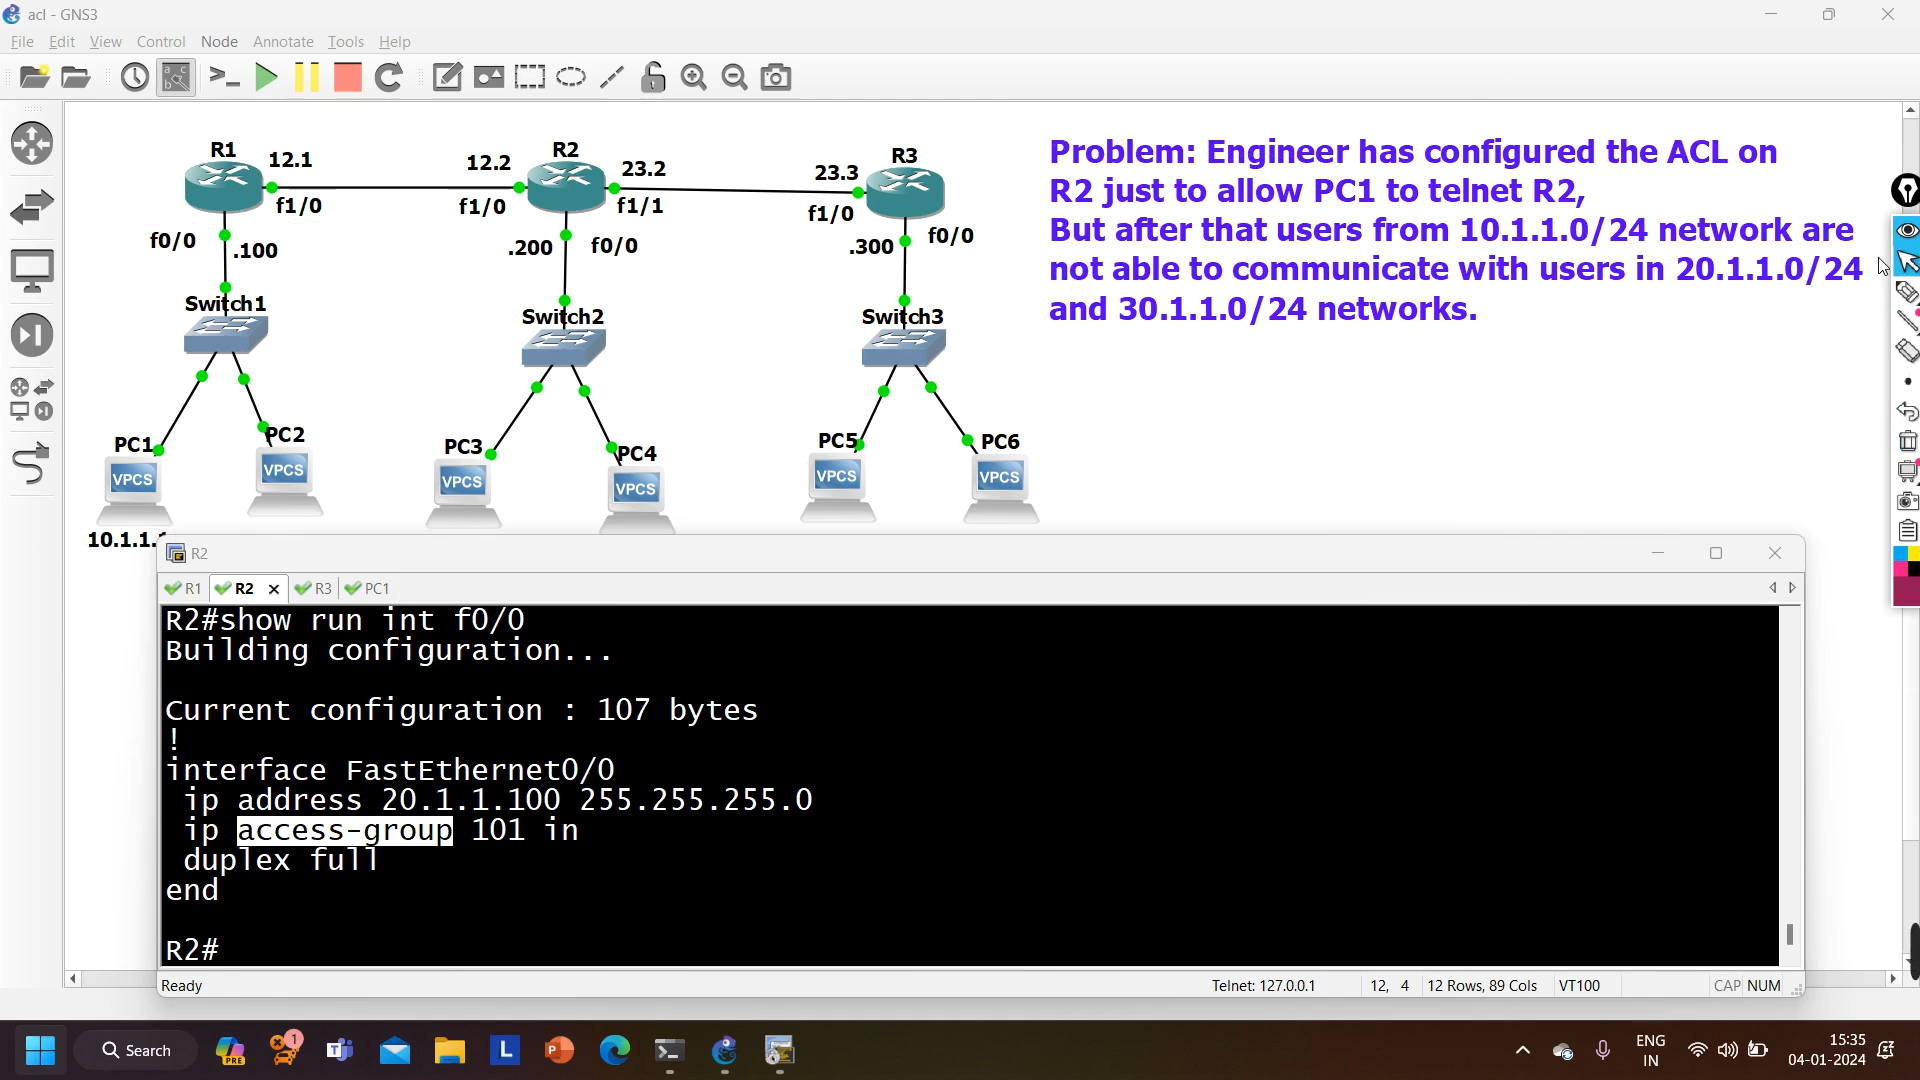 acl - GNS3
File Edit View Control Node Annotate Tools Help
R1 12.1 12.2 R2 23.2 23.3 R3
f1/0 f1/0 f1/1 f1/0
f0/0 .100 .200 f0/0 .300 f0/0
Switch1 Switch2 Switch3
PC1 PC2 PC3 PC4 PC5 PC6
VPCS VPCS VPCS VPCS VPCS VPCS
10.1.1.1
Problem: Engineer has configured the ACL on
R2 just to allow PC1 to telnet R2,
But after that users from 10.1.1.0/24 network are
not able to communicate with users in 20.1.1.0/24
and 30.1.1.0/24 networks.
R2
R1 R2 R3 PC1
R2#show run int f0/0
Building configuration...
Current configuration : 107 bytes
!
interface FastEthernet0/0
ip address 20.1.1.100 255.255.255.0
ip access-group 101 in
duplex full
end
R2#
Ready Telnet: 127.0.0.1 12, 4 12 Rows, 89 Cols VT100 CAP NUM
Search PRE 1 L ENG 15:35
IN 04-01-2024